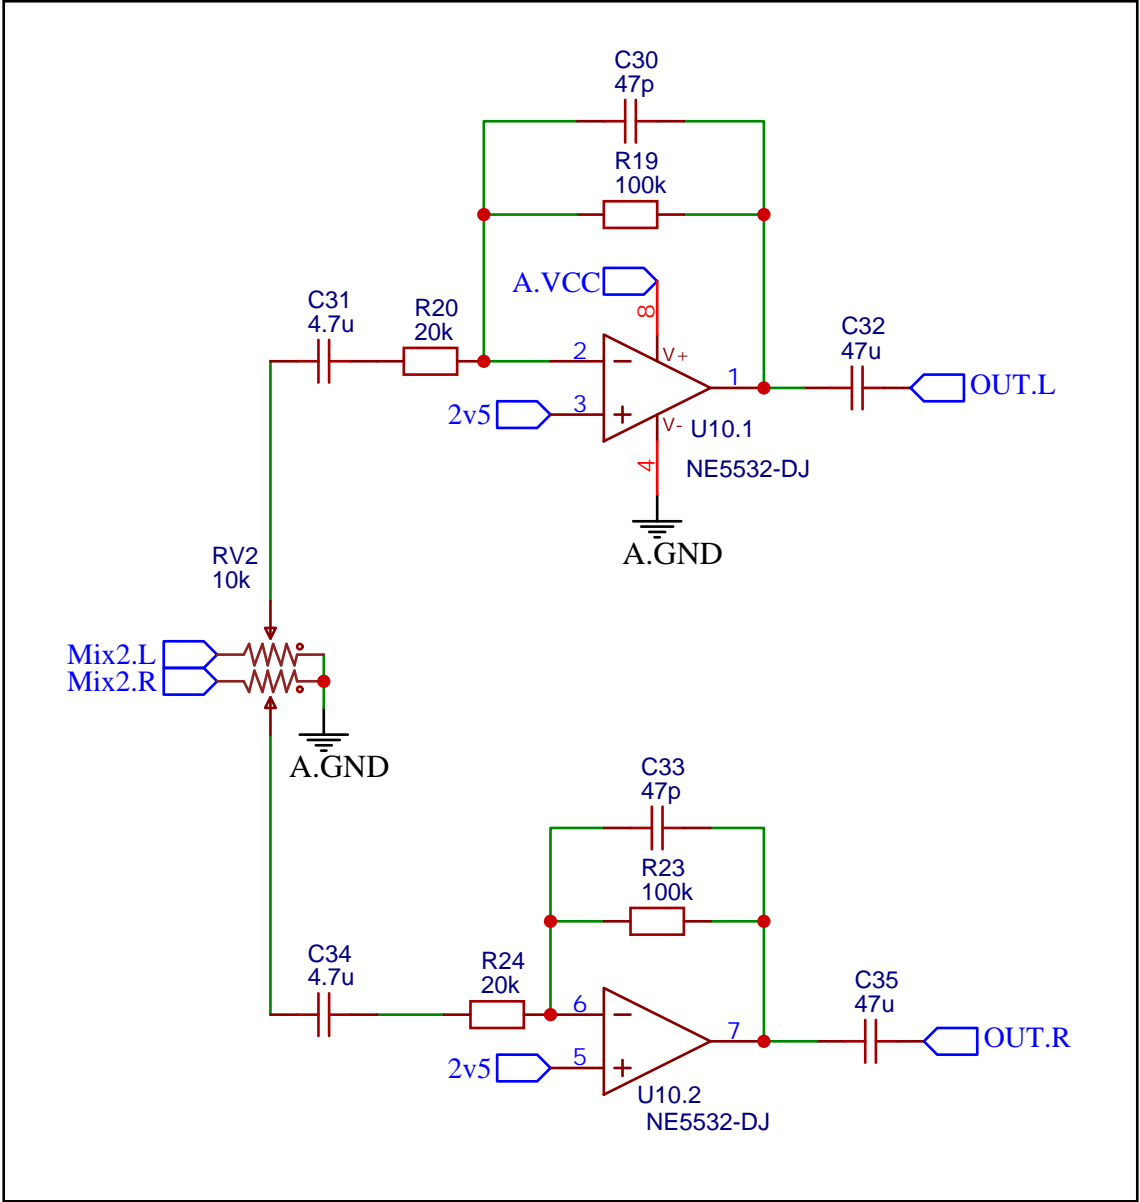 C30
47p
R19
100k
A.VCC
8
C31
4.7u
R20
20k
C32
47u
2
V+
1
OUT.L
2v5
3
V-
U10.1
4
NE5532-DJ
A.GND
RV2
10k
Mix2.L
Mix2.R
A.GND
C33
47p
R23
100k
C34
4.7u
R24
20k
C35
47u
6
7
OUT.R
2v5
5
U10.2
NE5532-DJ